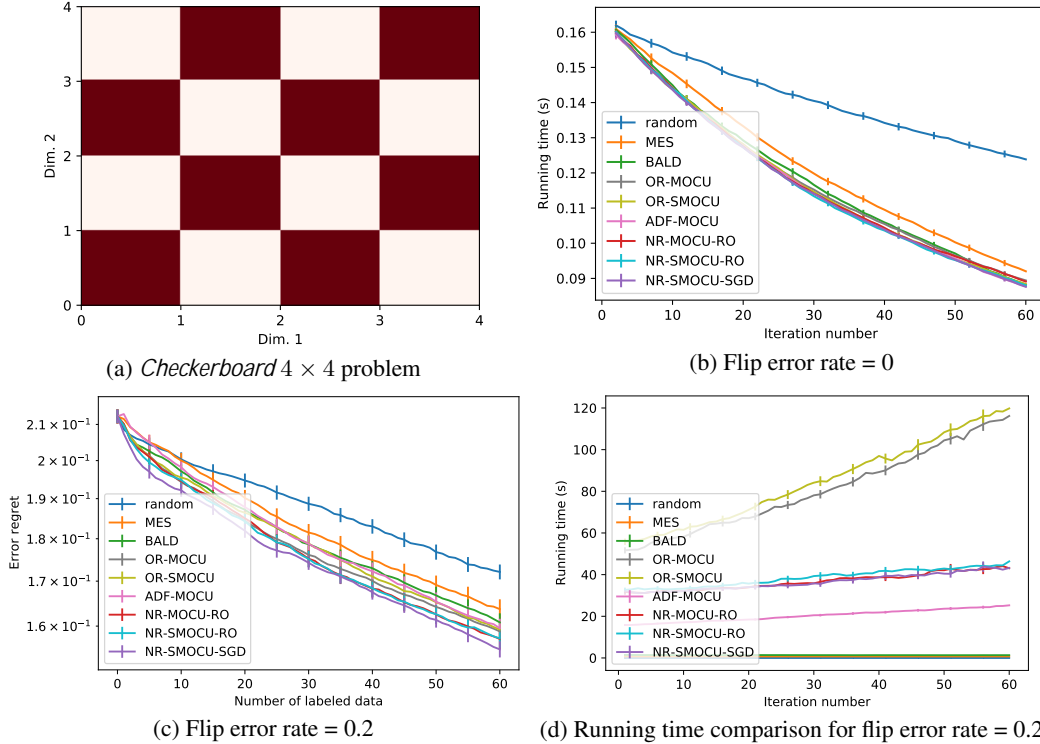 4
3
2
1
0
Dim. 2
0 1 2 3 4
Dim. 1
(a) Checkerboard 4 × 4 problem
0.16
0.15
0.14
0.13
0.12
0.11
0.10
0.09
Running time (s)
random
MES
BALD
OR-MOCU
OR-SMOCU
ADF-MOCU
NR-MOCU-RO
NR-SMOCU-RO
NR-SMOCU-SGD
0 10 20 30 40 50 60
Iteration number
(b) Flip error rate = 0
2.1 × 10⁻¹
2 × 10⁻¹
1.9 × 10⁻¹
1.8 × 10⁻¹
1.7 × 10⁻¹
1.6 × 10⁻¹
Error regret
random
MES
BALD
OR-MOCU
OR-SMOCU
ADF-MOCU
NR-MOCU-RO
NR-SMOCU-RO
NR-SMOCU-SGD
0 10 20 30 40 50 60
Number of labeled data
(c) Flip error rate = 0.2
120
100
80
60
40
20
0
Running time (s)
random
MES
BALD
OR-MOCU
OR-SMOCU
ADF-MOCU
NR-MOCU-RO
NR-SMOCU-RO
NR-SMOCU-SGD
0 10 20 30 40 50 60
Iteration number
(d) Running time comparison for flip error rate = 0.2